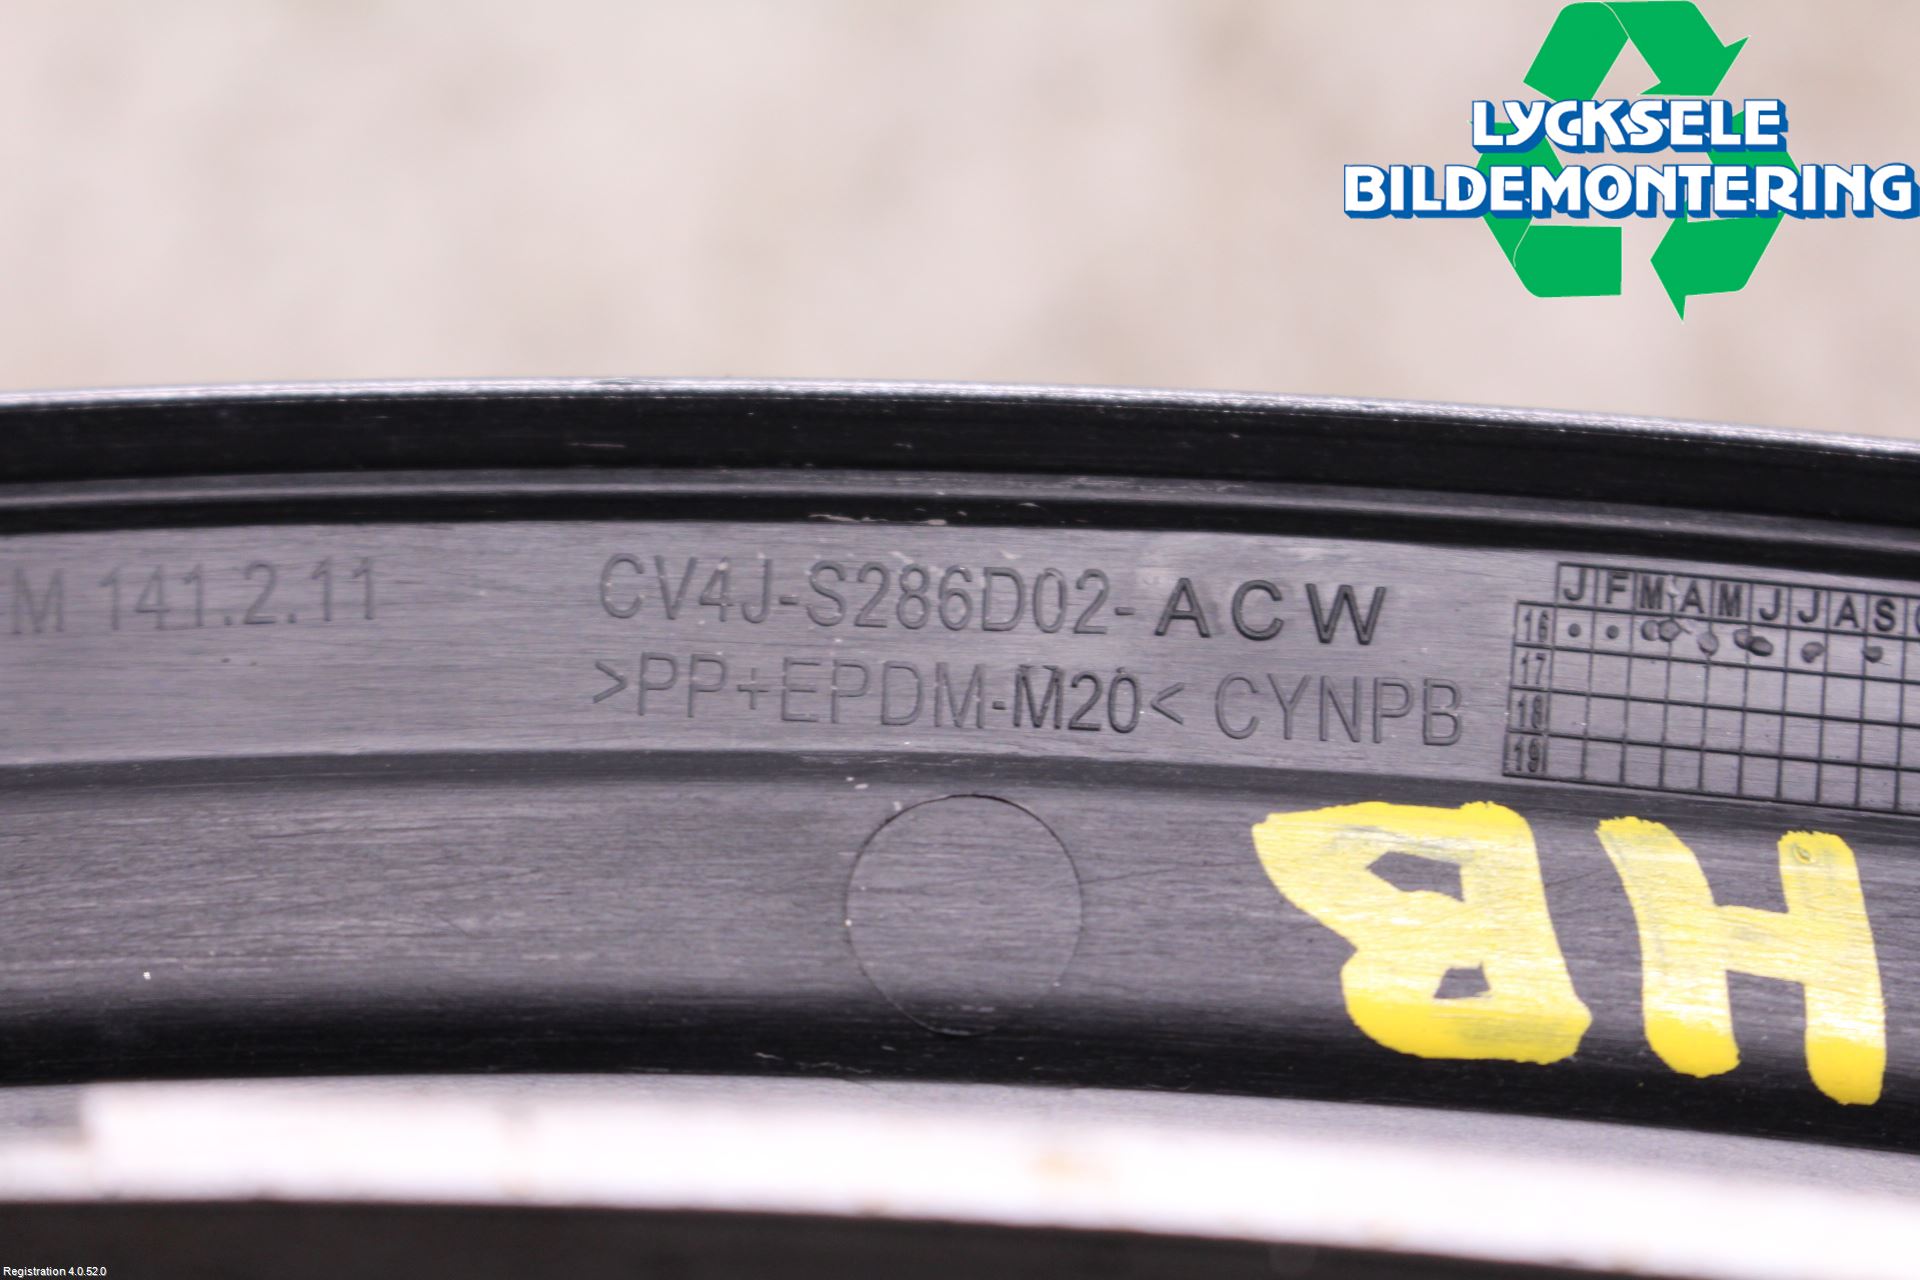 LYCKSELE
BILDEMONTERING
M 141.2.11
CV4J-S286D02-ACW
>PP+EPDM-M20< CYNPB
J F M A M J J A S
16
17
18
19
HB
Registration 4.0.52.0